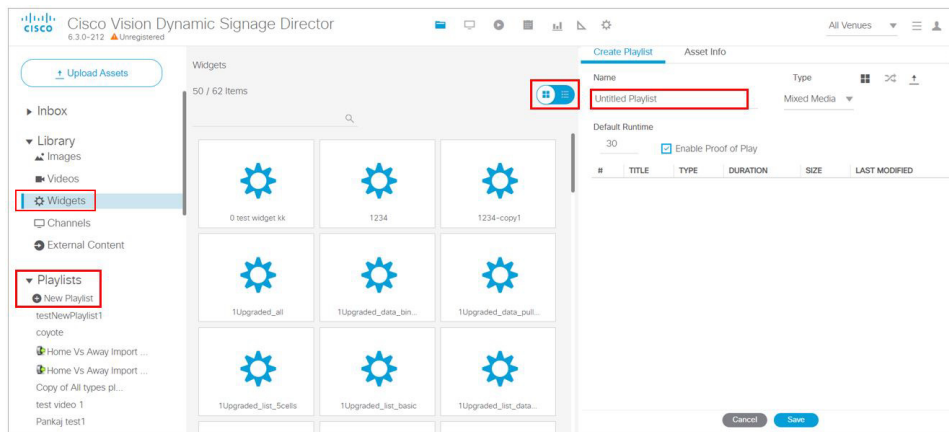 CISCO
Cisco Vision Dynamic Signage Director
6.3.0-212 Unregistered
All Venues
Upload Assets
Inbox
Library
Images
Videos
Widgets
Channels
External Content
Playlists
New Playlist
testNewPlaylist1
coyote
Home Vs Away Import ...
Home Vs Away Import ...
Copy of All types pl...
test video 1
Pankaj test1
Widgets
50 / 62 Items
0 test widget kk
1234
1234-copy1
1Upgraded_all
1Upgraded_data_bin...
1Upgraded_data_pull...
1Upgraded_list_5cells
1Upgraded_list_basic
1Upgraded_list_data...
Create Playlist
Asset Info
Name
Type
Untitled Playlist
Mixed Media
Default Runtime
30
Enable Proof of Play
# TITLE TYPE DURATION SIZE LAST MODIFIED
Cancel
Save